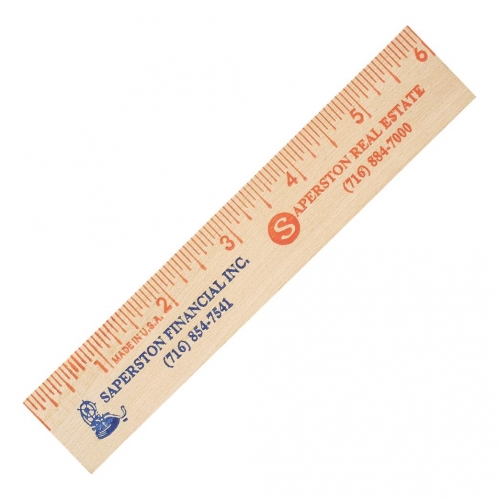 1 2 3 4 5 6
MADE IN U.S.A.
SAPERSTON FINANCIAL INC.
(716) 854-7541
S
SAPERSTON REAL ESTATE
(716) 884-7000